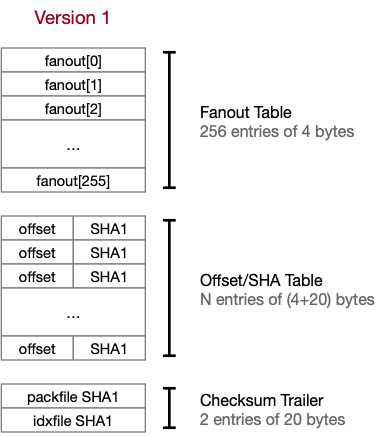 Version 1
fanout[0]
fanout[1]
fanout[2]
...
fanout[255]
Fanout Table
256 entries of 4 bytes
offset SHA1
offset SHA1
offset SHA1
...
offset SHA1
Offset/SHA Table
N entries of (4+20) bytes
packfile SHA1
idxfile SHA1
Checksum Trailer
2 entries of 20 bytes